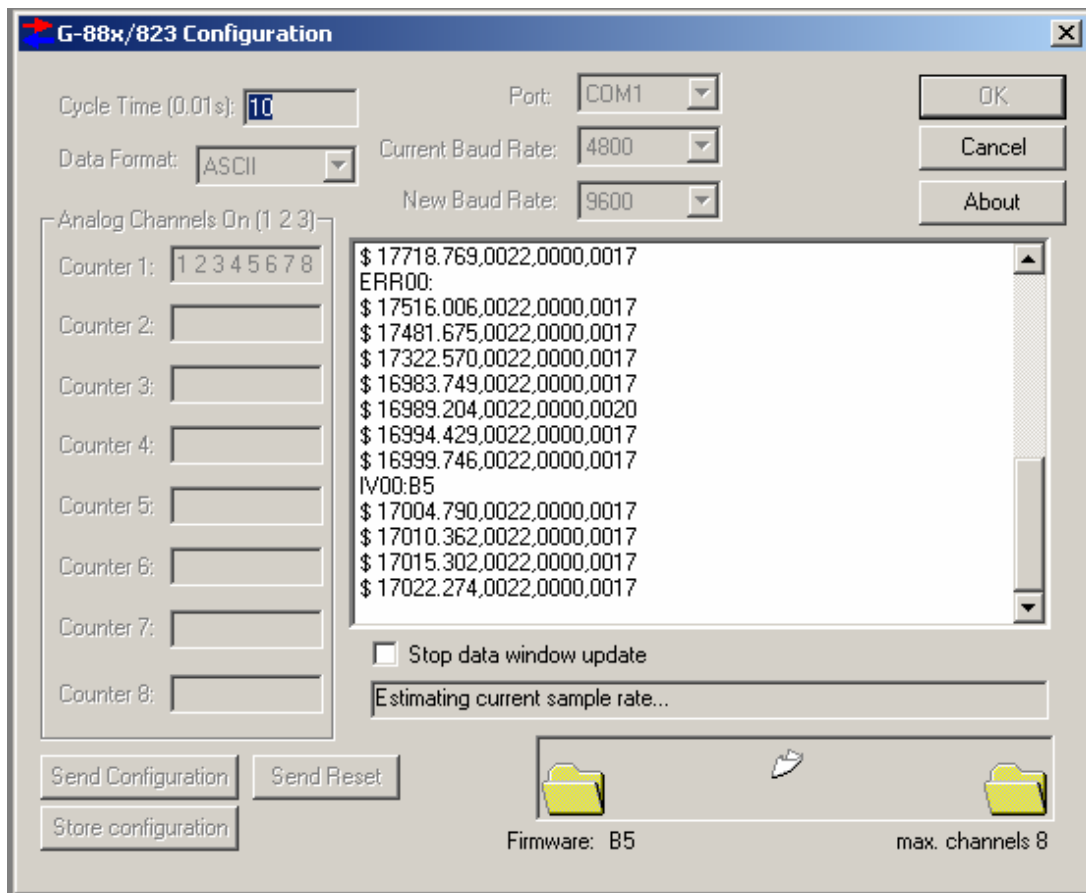 G-88x/823 Configuration
Cycle Time (0.01s): 10
Data Format: ASCII
Port: COM1
Current Baud Rate: 4800
New Baud Rate: 9600
OK
Cancel
About
Analog Channels On (1 2 3)
Counter 1: 1 2 3 4 5 6 7 8
Counter 2:
Counter 3:
Counter 4:
Counter 5:
Counter 6:
Counter 7:
Counter 8:
$ 17718.769,0022,0000,0017
ERR00:
$ 17516.006,0022,0000,0017
$ 17481.675,0022,0000,0017
$ 17322.570,0022,0000,0017
$ 16983.749,0022,0000,0017
$ 16989.204,0022,0000,0020
$ 16994.429,0022,0000,0017
$ 16999.746,0022,0000,0017
IV00:B5
$ 17004.790,0022,0000,0017
$ 17010.362,0022,0000,0017
$ 17015.302,0022,0000,0017
$ 17022.274,0022,0000,0017
Stop data window update
Estimating current sample rate...
Send Configuration
Send Reset
Store configuration
Firmware: B5
max. channels 8